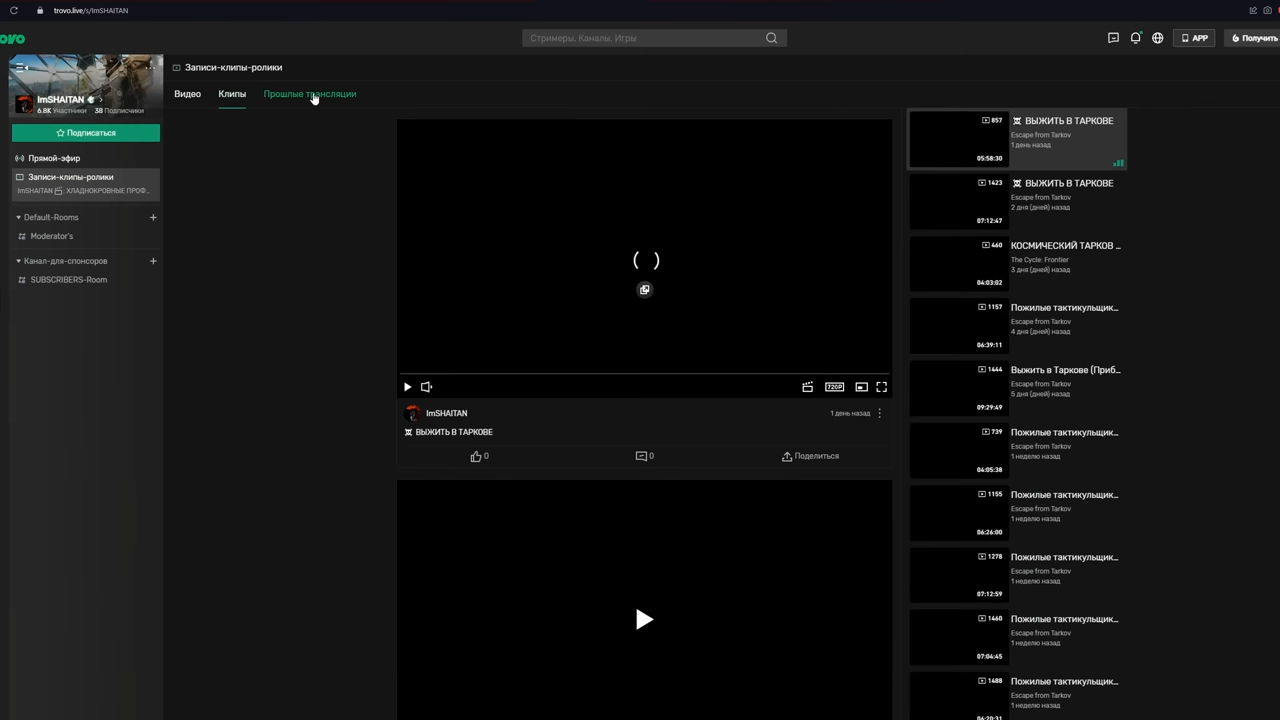 trovo.live/s/ImSHAITAN
ovo
Стримеры, Каналы, Игры
APP
Получить
ImSHAITAN
6.8K Участники 38 Подписчики
Подписаться
Прямой-эфир
Записи-клипы-ролики
ImSHAITAN ХЛАДНОКРОВНЫЕ ПРОФ...
Default-Rooms
Moderator's
Канал-для-спонсоров
SUBSCRIBERS-Room
Записи-клипы-ролики
Видео Клипы Прошлые трансляции
720P
ImSHAITAN
1 день назад
ВЫЖИТЬ В ТАРКОВЕ
0
0
Поделиться
857
05:58:30
ВЫЖИТЬ В ТАРКОВЕ
Escape from Tarkov
1 день назад
1423
07:12:47
ВЫЖИТЬ В ТАРКОВЕ
Escape from Tarkov
2 дня (дней) назад
460
04:03:02
КОСМИЧЕСКИЙ ТАРКОВ ...
The Cycle: Frontier
3 дня (дней) назад
1157
06:39:11
Пожилые тактикульщик...
Escape from Tarkov
4 дня (дней) назад
1444
09:29:49
Выжить в Таркове (Приб...
Escape from Tarkov
5 дня (дней) назад
739
04:05:38
Пожилые тактикульщик...
Escape from Tarkov
1 неделю назад
1155
06:26:00
Пожилые тактикульщик...
Escape from Tarkov
1 неделю назад
1278
07:12:59
Пожилые тактикульщик...
Escape from Tarkov
1 неделю назад
1460
07:04:45
Пожилые тактикульщик...
Escape from Tarkov
1 неделю назад
1488
06:20:31
Пожилые тактикульщик...
Escape from Tarkov
1 неделю назад